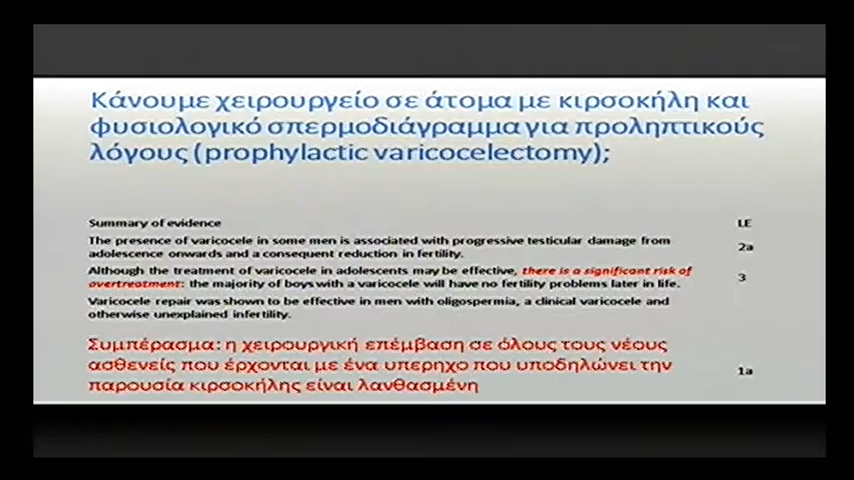 Κάνουμε χειρουργείο σε άτομα με κιρσοκήλη και
φυσιολογικό σπερμοδιάγραμμα για προληπτικούς
λόγους (prophylactic varicocelectomy);
Summary of evidence LE
The presence of varicocele in some men is associated with progressive testicular damage from
adolescence onwards and a consequent reduction in fertility. 2a
Although the treatment of varicocele in adolescents may be effective, there is a significant risk of
overtreatment: the majority of boys with a varicocele will have no fertility problems later in life. 3
Varicocele repair was shown to be effective in men with oligospermia, a clinical varicocele and
otherwise unexplained infertility.
Συμπέρασμα: η χειρουργική επέμβαση σε όλους τους νέους
ασθενείς που έρχονται με ένα υπερηχο που υποδηλώνει την
παρουσία κιρσοκήλης είναι λανθασμένη 1a